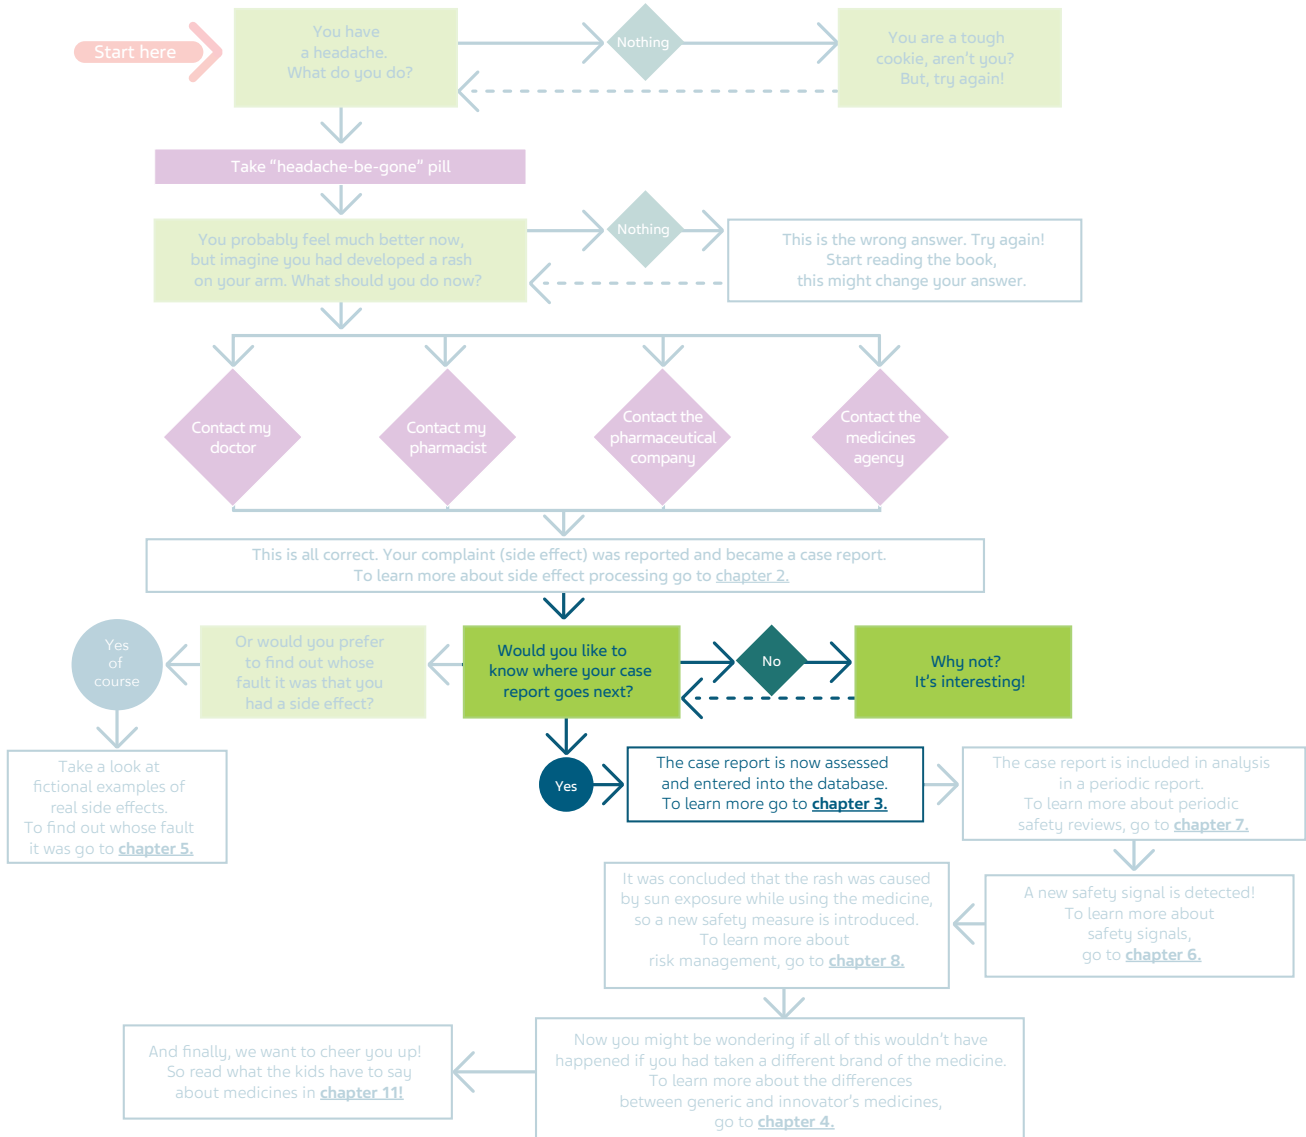 Start here
You have
a headache.
What do you do?
Nothing
You are a tough
cookie, aren't you?
But, try again!
Take "headache-be-gone" pill
You probably feel much better now,
but imagine you had developed a rash
on your arm. What should you do now?
Nothing
This is the wrong answer. Try again!
Start reading the book,
this might change your answer.
Contact my
doctor
Contact my
pharmacist
Contact the
pharmaceutical
company
Contact the
medicines
agency
This is all correct. Your complaint (side effect) was reported and became a case report.
To learn more about side effect processing go to chapter 2.
Yes
of
course
Or would you prefer
to find out whose
fault it was that you
had a side effect?
Would you like to
know where your case
report goes next?
No
Why not?
It's interesting!
Take a look at
fictional examples of
real side effects.
To find out whose fault
it was go to chapter 5.
Yes
The case report is now assessed
and entered into the database.
To learn more go to chapter 3.
The case report is included in analysis
in a periodic report.
To learn more about periodic
safety reviews, go to chapter 7.
It was concluded that the rash was caused
by sun exposure while using the medicine,
so a new safety measure is introduced.
To learn more about
risk management, go to chapter 8.
A new safety signal is detected!
To learn more about
safety signals,
go to chapter 6.
And finally, we want to cheer you up!
So read what the kids have to say
about medicines in chapter 11!
Now you might be wondering if all of this wouldn't have
happened if you had taken a different brand of the medicine.
To learn more about the differences
between generic and innovator's medicines,
go to chapter 4.